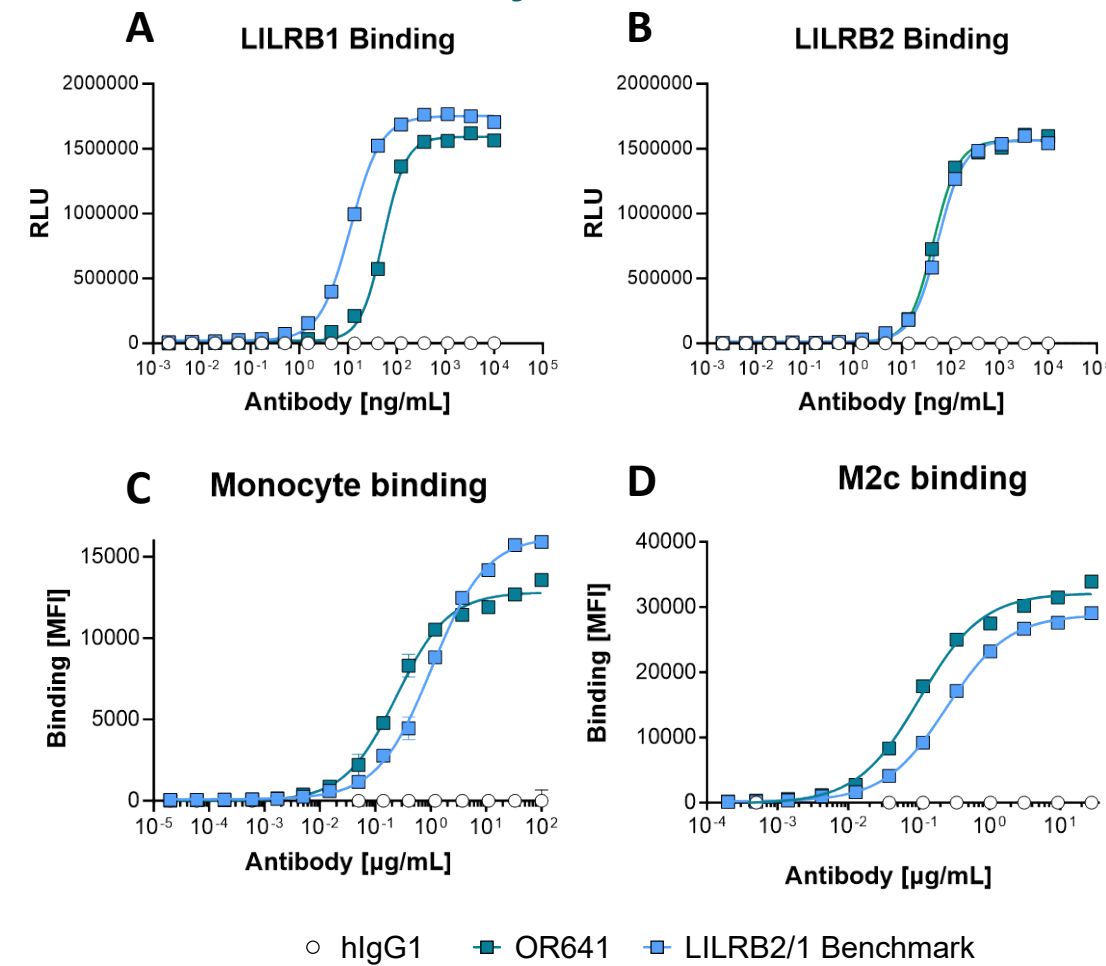 A
LILRB1 Binding
2000000
1500000
1000000
500000
0
RLU
10-3 10-2 10-1 100 101 102 103 104 105
Antibody [ng/mL]
B
LILRB2 Binding
2000000
1500000
1000000
500000
0
RLU
10-3 10-2 10-1 100 101 102 103 104
Antibody [ng/mL]
C
Monocyte binding
15000
10000
5000
0
Binding [MFI]
10-5 10-4 10-3 10-2 10-1 100 101 102
Antibody [µg/mL]
D
M2c binding
40000
30000
20000
10000
0
Binding [MFI]
10-4 10-3 10-2 10-1 100 101
Antibody [µg/mL]
hIgG1 OR641 LILRB2/1 Benchmark